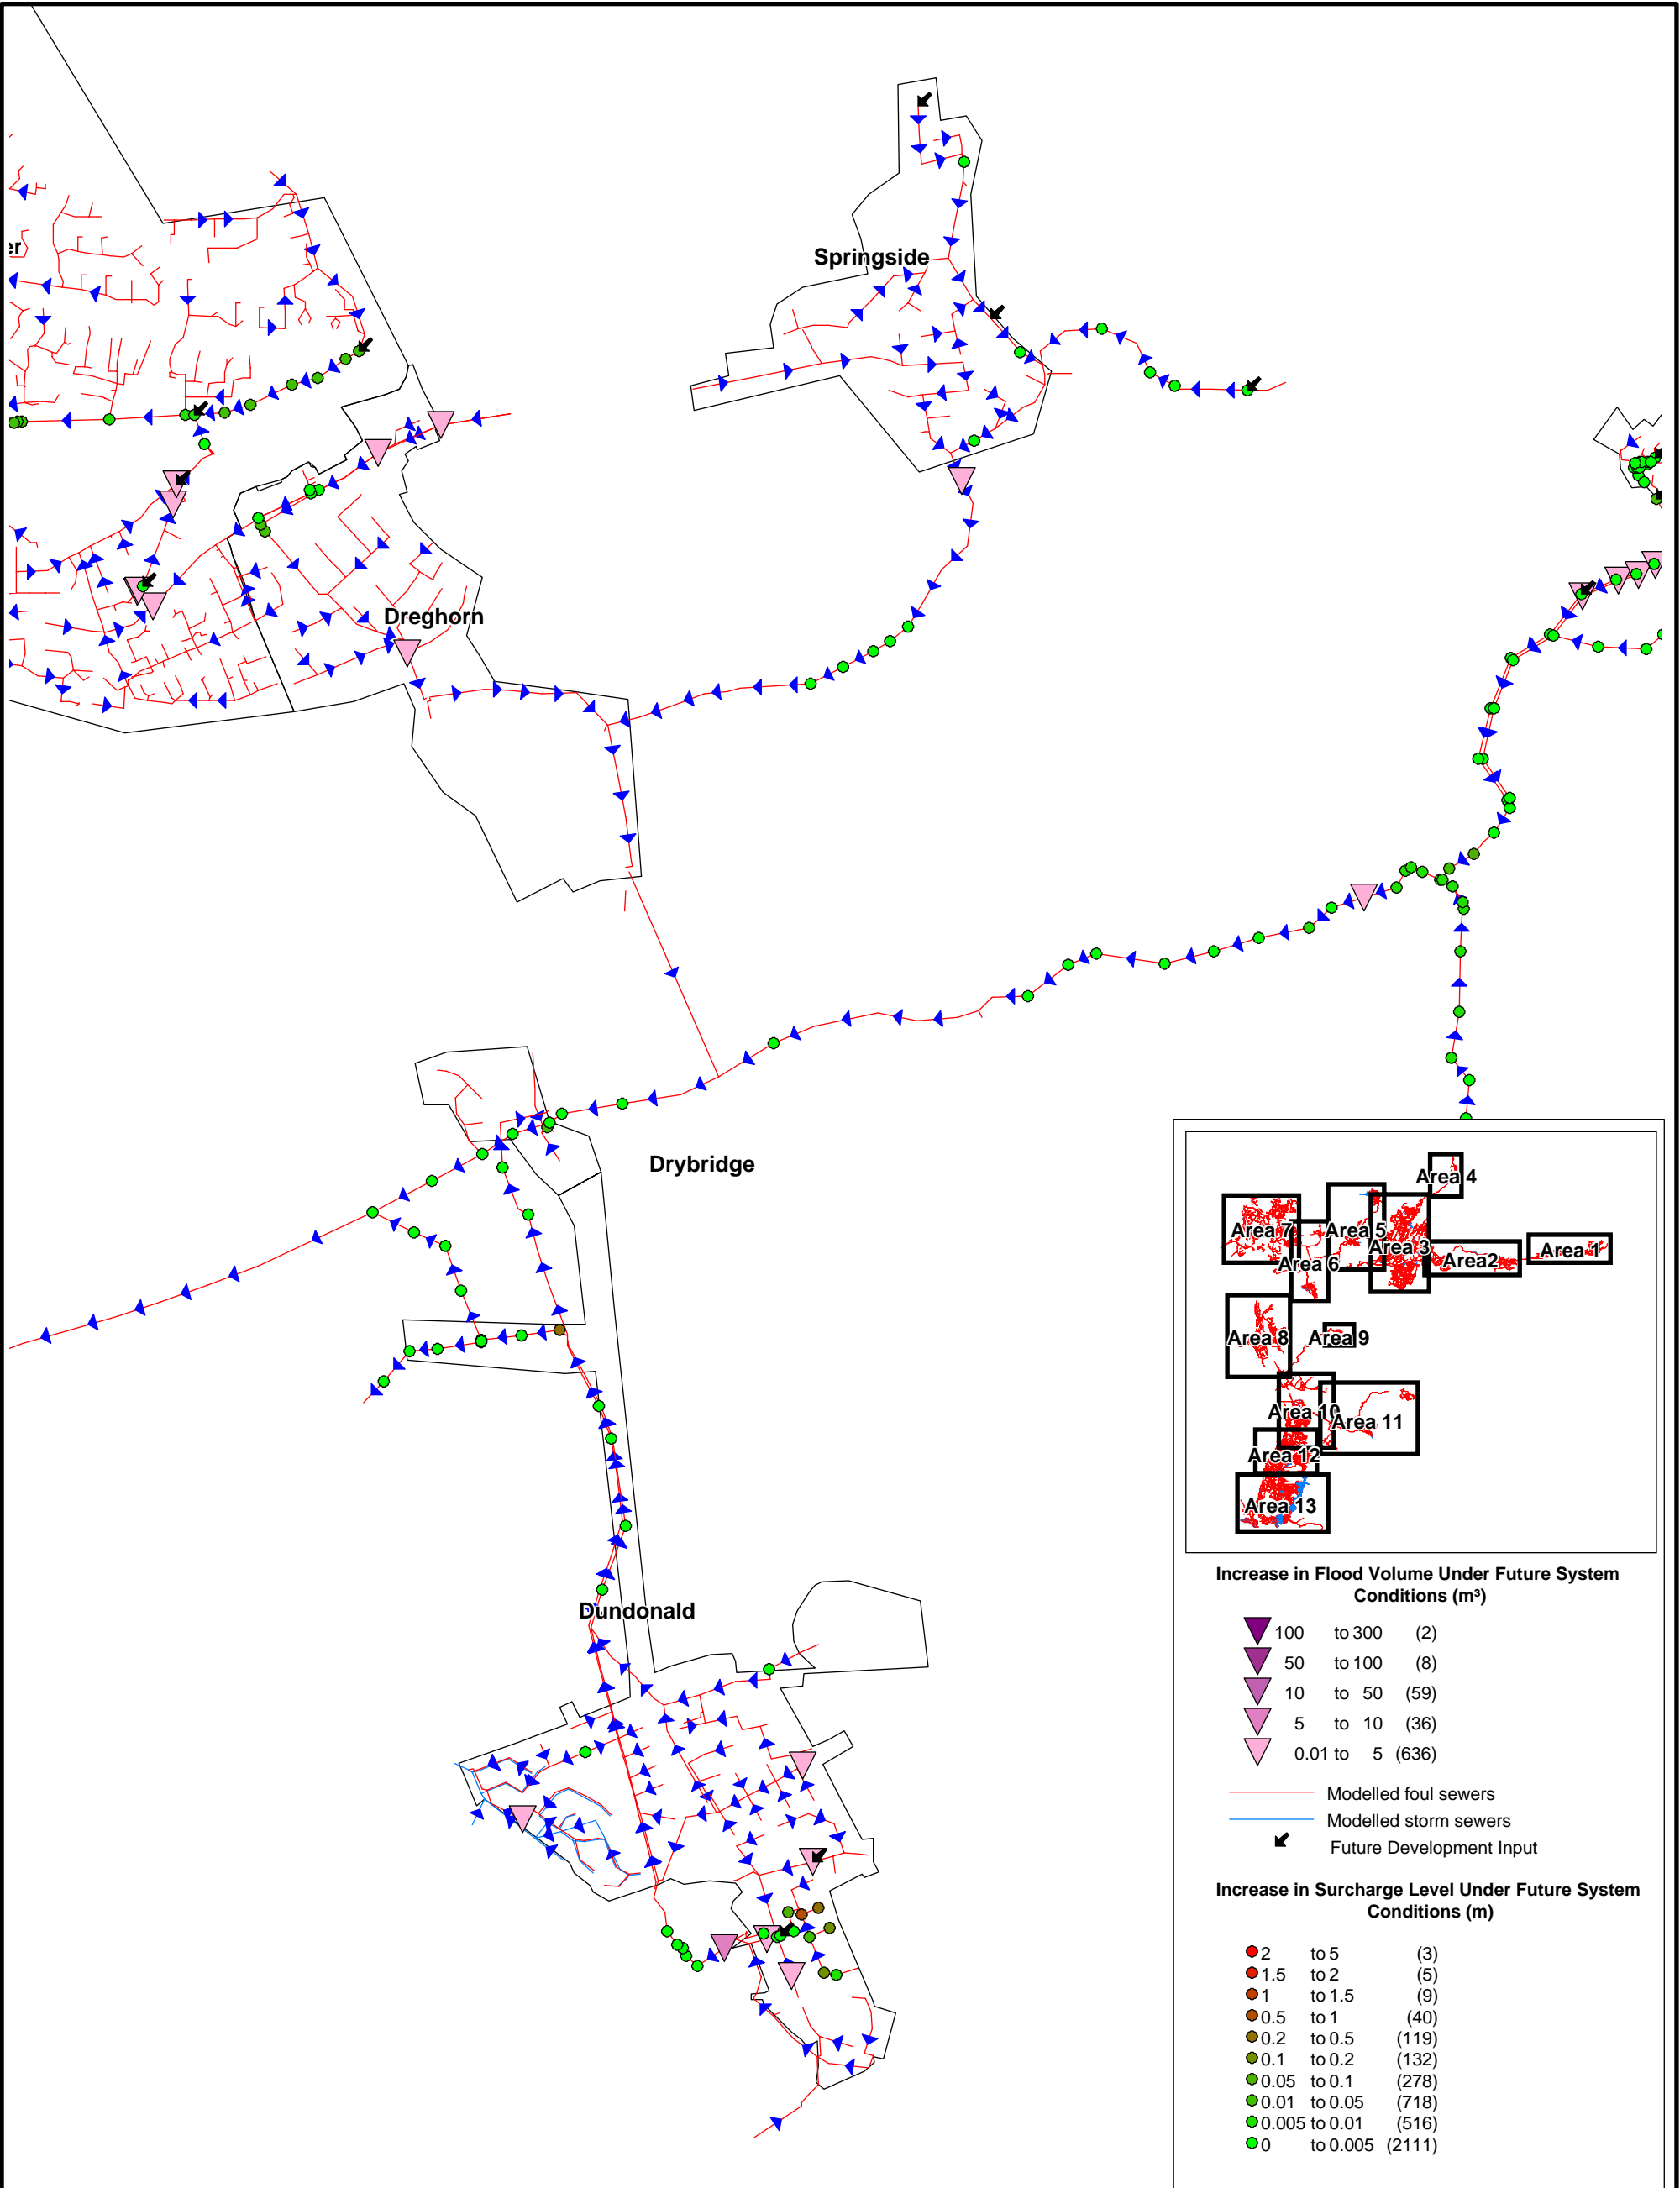 er
Springside
Dreghorn
Drybridge
Dundonald
Area 4
Area 7
Area 5
Area 3
Area 6
Area2
Area 1
Area 8
Area 9
Area 10
Area 11
Area 12
Area 13
Increase in Flood Volume Under Future System
Conditions (m³)
100 to 300 (2)
50 to 100 (8)
10 to 50 (59)
5 to 10 (36)
0.01 to 5 (636)
Modelled foul sewers
Modelled storm sewers
Future Development Input
Increase in Surcharge Level Under Future System
Conditions (m)
2 to 5 (3)
1.5 to 2 (5)
1 to 1.5 (9)
0.5 to 1 (40)
0.2 to 0.5 (119)
0.1 to 0.2 (132)
0.05 to 0.1 (278)
0.01 to 0.05 (718)
0.005 to 0.01 (516)
0 to 0.005 (2111)